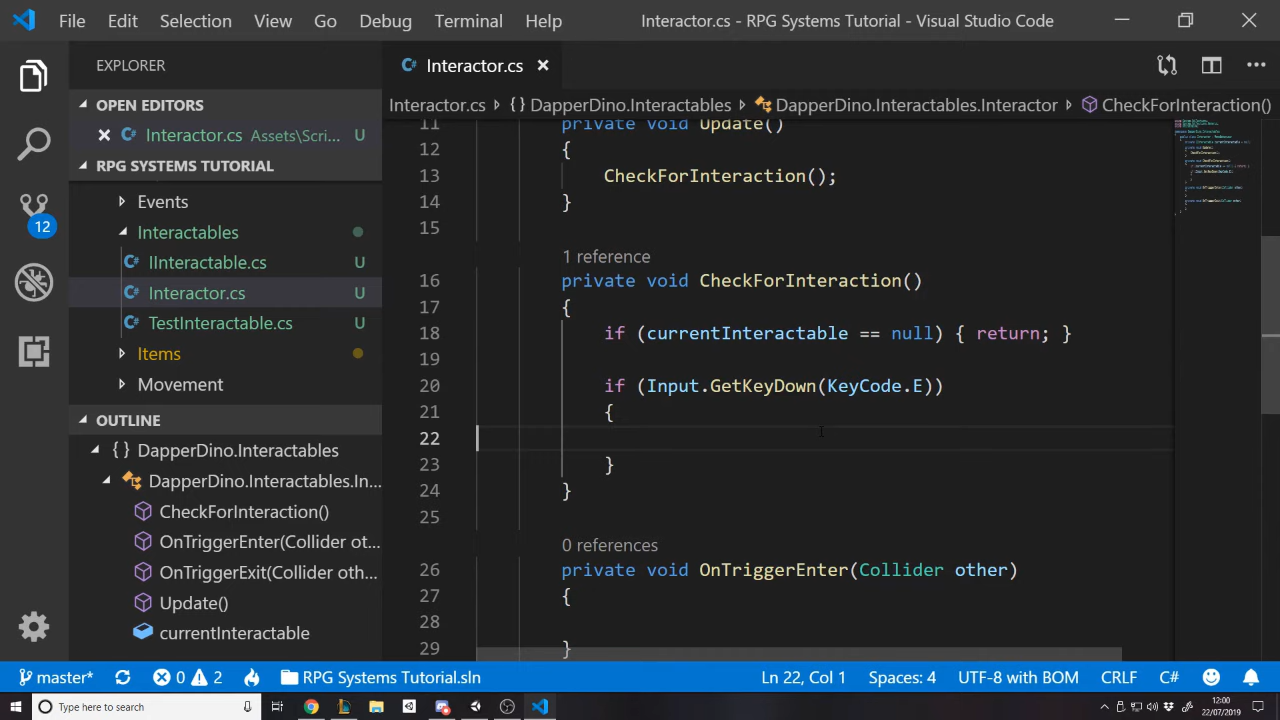 File Edit Selection View Go Debug Terminal Help Interactor.cs - RPG Systems Tutorial - Visual Studio Code
EXPLORER
OPEN EDITORS
Interactor.cs Assets\Scri... U
RPG SYSTEMS TUTORIAL
Events
Interactables
IInteractable.cs U
Interactor.cs U
TestInteractable.cs U
Items
Movement
OUTLINE
{} DapperDino.Interactables
DapperDino.Interactables.In...
CheckForInteraction()
OnTriggerEnter(Collider ot...
OnTriggerExit(Collider oth...
Update()
currentInteractable
12
C# Interactor.cs
Interactor.cs {} DapperDino.Interactables DapperDino.Interactables.Interactor CheckForInteraction()
11 private void Update()
12 {
13 CheckForInteraction();
14 }
15
1 reference
16 private void CheckForInteraction()
17 {
18 if (currentInteractable == null) { return; }
19
20 if (Input.GetKeyDown(KeyCode.E))
21 {
22
23 }
24 }
25
0 references
26 private void OnTriggerEnter(Collider other)
27 {
28
29 }
master* 0 2 RPG Systems Tutorial.sln Ln 22, Col 1 Spaces: 4 UTF-8 with BOM CRLF C#
Type here to search 12:00
22/07/2019